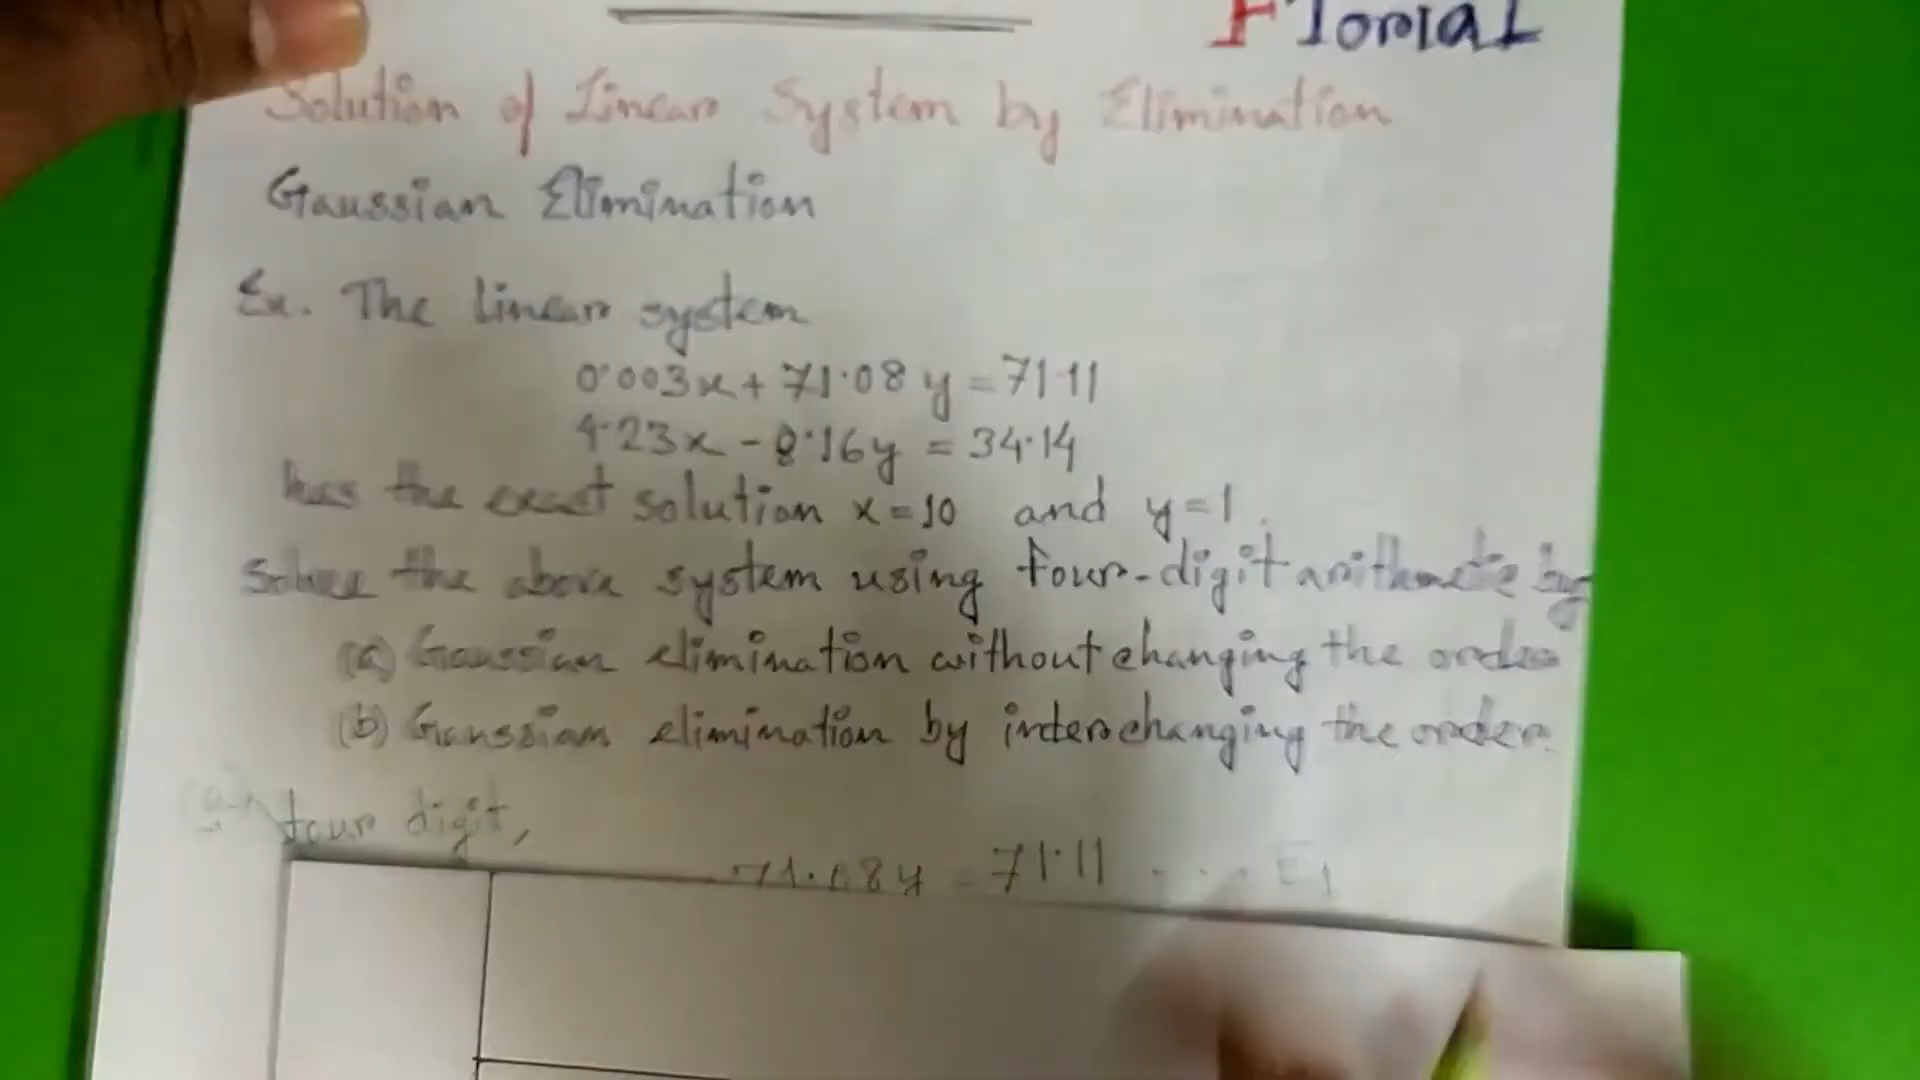 Solution of Linear System by Elimination
Gaussian Elimination
Ex. The linear system
0.003x + 71.08y = 71.11
4.23x - 8.16y = 34.14
has the exact solution x = 10 and y = 1.
Solve the above system using four-digit arithmetic by
(a) Gaussian elimination without changing the order
(b) Gaussian elimination by interchanging the order.
four digit,
71.08y = 71.11 .... E1